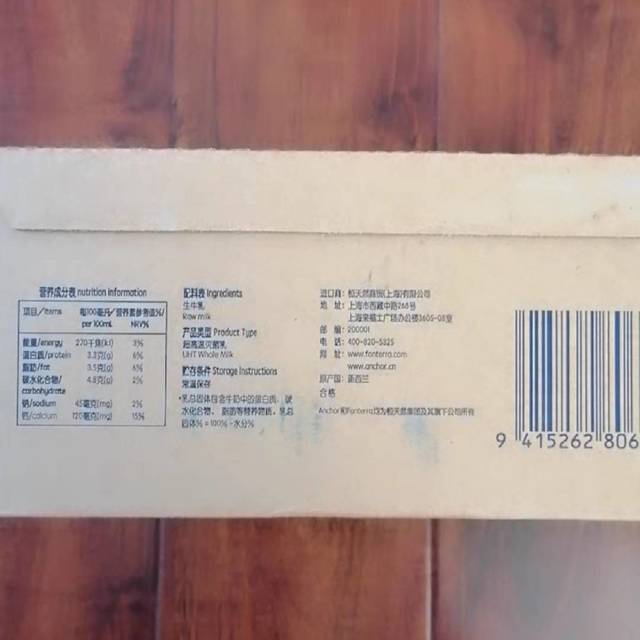 营养成分表 nutrition information
项目/Items 每100毫升/ 营养素参考值%/
per 100mL NRV%
能量/energy 270千焦(kJ) 3%
蛋白质/protein 3.3克(g) 6%
脂肪/fat 3.5克(g) 6%
碳水化合物/ 4.8克(g) 2%
carbohydrate
钠/sodium 45毫克(mg) 2%
钙/calcium 120毫克(mg) 15%
配料表 Ingredients
生牛乳
Raw milk
产品类型 Product Type
超高温灭菌乳
UHT Whole Milk
贮存条件 Storage Instructions
常温保存
*乳总固体包含牛奶中的蛋白质、碳
水化合物、脂肪等营养物质,乳总
固体% = 100% - 水分%
进口商:恒天然商贸(上海)有限公司
地 址:上海市西藏中路268号
上海来福士广场办公楼3605-08室
邮 编:200001
电 话:400-820-5325
网 址:www.fonterra.com
www.anchor.cn
原产国:新西兰
合格
Anchor 和Fonterra均为恒天然集团及其旗下公司所有
9 415262 806